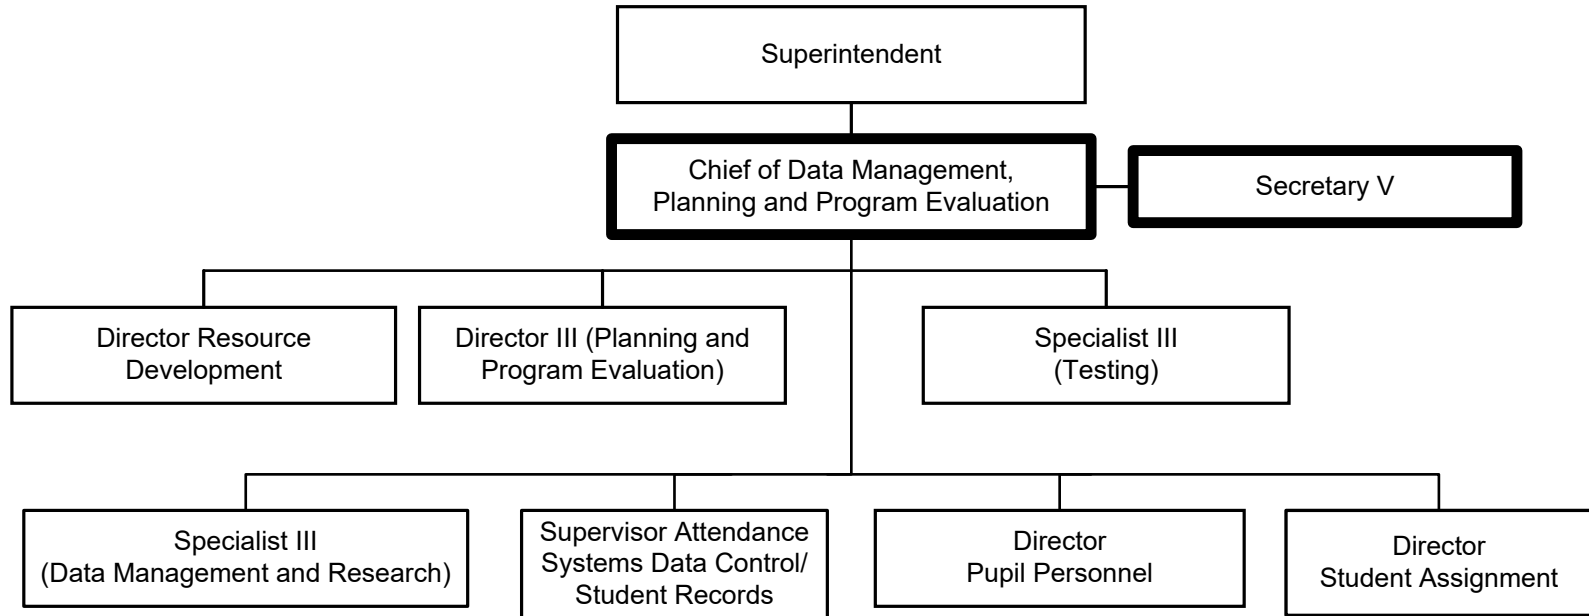 Superintendent
Chief of Data Management,
Planning and Program Evaluation
Secretary V
Director Resource
Development
Director III (Planning and
Program Evaluation)
Specialist III
(Testing)
Specialist III
(Data Management and Research)
Supervisor Attendance
Systems Data Control/
Student Records
Director
Pupil Personnel
Director
Student Assignment